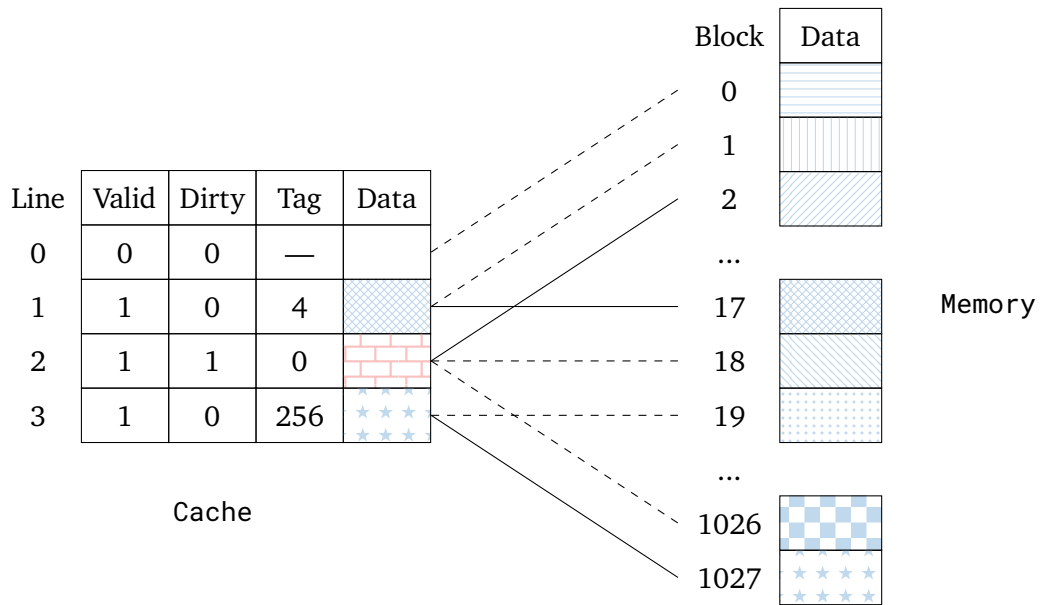 Block Data
0
1
2
...
17
18
19
...
1026
1027
Memory
Line Valid Dirty Tag Data
0 0 0 —
1 1 0 4
2 1 1 0
3 1 0 256
Cache